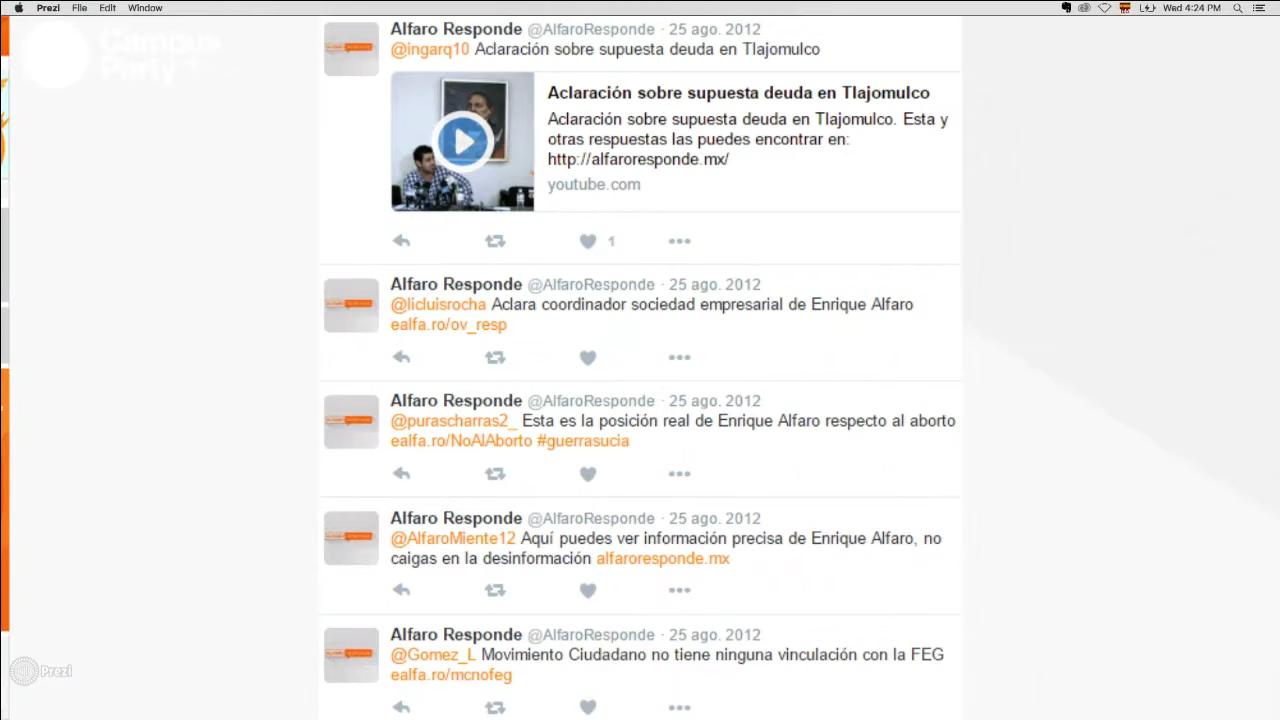 Prezi File Edit Window
Wed 4:24 PM
Campus
Party
Alfaro Responde @AlfaroResponde · 25 ago. 2012
@ingarq10 Aclaración sobre supuesta deuda en Tlajomulco
Aclaración sobre supuesta deuda en Tlajomulco
Aclaración sobre supuesta deuda en Tlajomulco. Esta y
otras respuestas las puedes encontrar en:
http://alfaroresponde.mx/
youtube.com
1
Alfaro Responde @AlfaroResponde · 25 ago. 2012
@licluisrocha Aclara coordinador sociedad empresarial de Enrique Alfaro
ealfa.ro/ov_resp
Alfaro Responde @AlfaroResponde · 25 ago. 2012
@purascharras2_ Esta es la posición real de Enrique Alfaro respecto al aborto
ealfa.ro/NoAlAborto #guerrasucia
Alfaro Responde @AlfaroResponde · 25 ago. 2012
@AlfaroMiente12 Aquí puedes ver información precisa de Enrique Alfaro, no
caigas en la desinformación alfaroresponde.mx
Alfaro Responde @AlfaroResponde · 25 ago. 2012
@Gomez_L Movimiento Ciudadano no tiene ninguna vinculación con la FEG
ealfa.ro/mcnofeg
Prezi